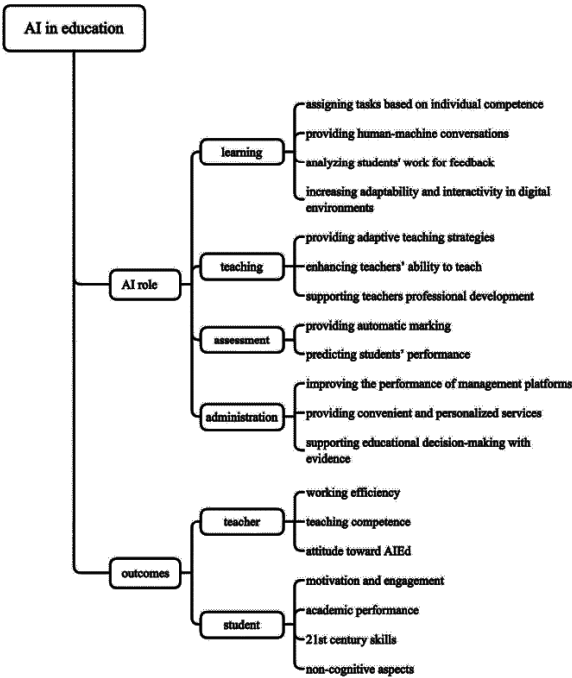 AI in education
AI role
learning
assigning tasks based on individual competence
providing human-machine conversations
analyzing students' work for feedback
increasing adaptability and interactivity in digital
environments
teaching
providing adaptive teaching strategies
enhancing teachers' ability to teach
supporting teachers professional development
assessment
providing automatic marking
predicting students' performance
administration
improving the performance of management platforms
providing convenient and personalized services
supporting educational decision-making with
evidence
outcomes
teacher
working efficiency
teaching competence
attitude toward AIEd
student
motivation and engagement
academic performance
21st century skills
non-cognitive aspects